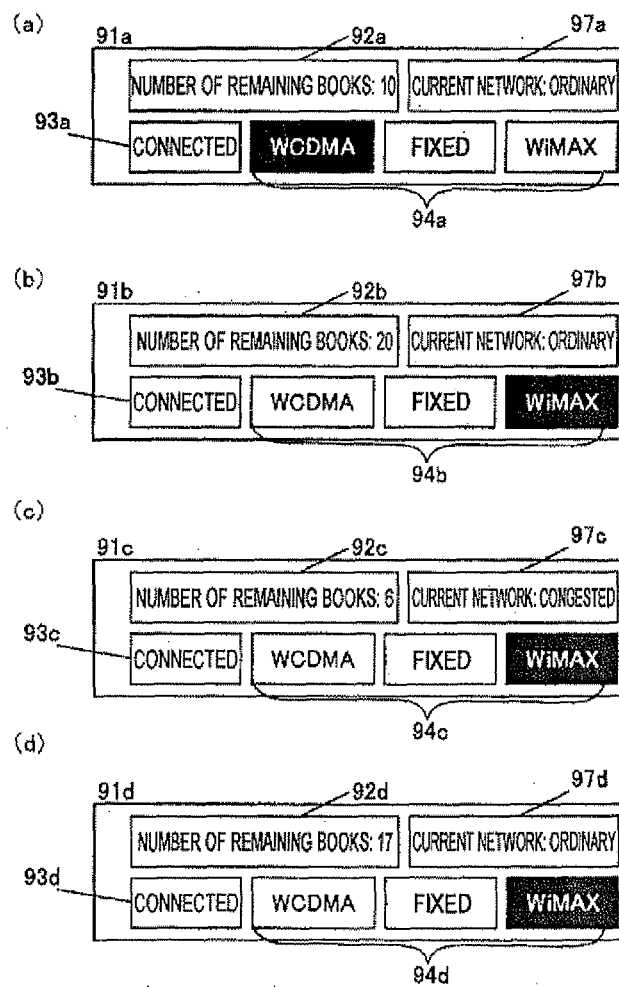 (a)
91a 92a 97a
NUMBER OF REMAINING BOOKS: 10 CURRENT NETWORK: ORDINARY
93a
CONNECTED WCDMA FIXED WiMAX
94a
(b)
91b 92b 97b
NUMBER OF REMAINING BOOKS: 20 CURRENT NETWORK: ORDINARY
93b
CONNECTED WCDMA FIXED WiMAX
94b
(c)
91c 92c 97c
NUMBER OF REMAINING BOOKS: 6 CURRENT NETWORK: CONGESTED
93c
CONNECTED WCDMA FIXED WiMAX
94c
(d)
91d 92d 97d
NUMBER OF REMAINING BOOKS: 17 CURRENT NETWORK: ORDINARY
93d
CONNECTED WCDMA FIXED WiMAX
94d